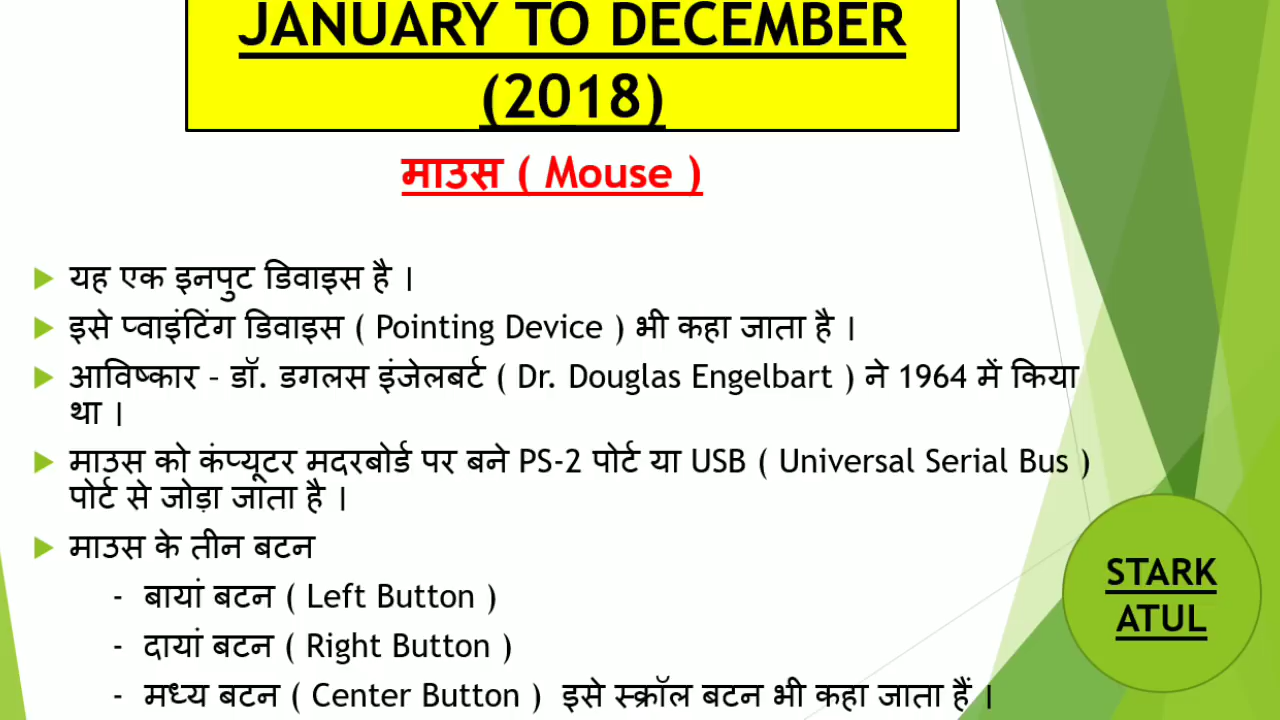 JANUARY TO DECEMBER
(2018)
माउस ( Mouse )
यह एक इनपुट डिवाइस है ।
इसे प्वाइंटिंग डिवाइस ( Pointing Device ) भी कहा जाता है ।
आविष्कार – डॉ. डगलस इंजेलबर्ट ( Dr. Douglas Engelbart ) ने 1964 में किया
था ।
माउस को कंप्यूटर मदरबोर्ड पर बने PS-2 पोर्ट या USB ( Universal Serial Bus )
पोर्ट से जोड़ा जाता है ।
माउस के तीन बटन
- बायां बटन ( Left Button )
- दायां बटन ( Right Button )
- मध्य बटन ( Center Button ) इसे स्क्रॉल बटन भी कहा जाता हैं ।
STARK
ATUL